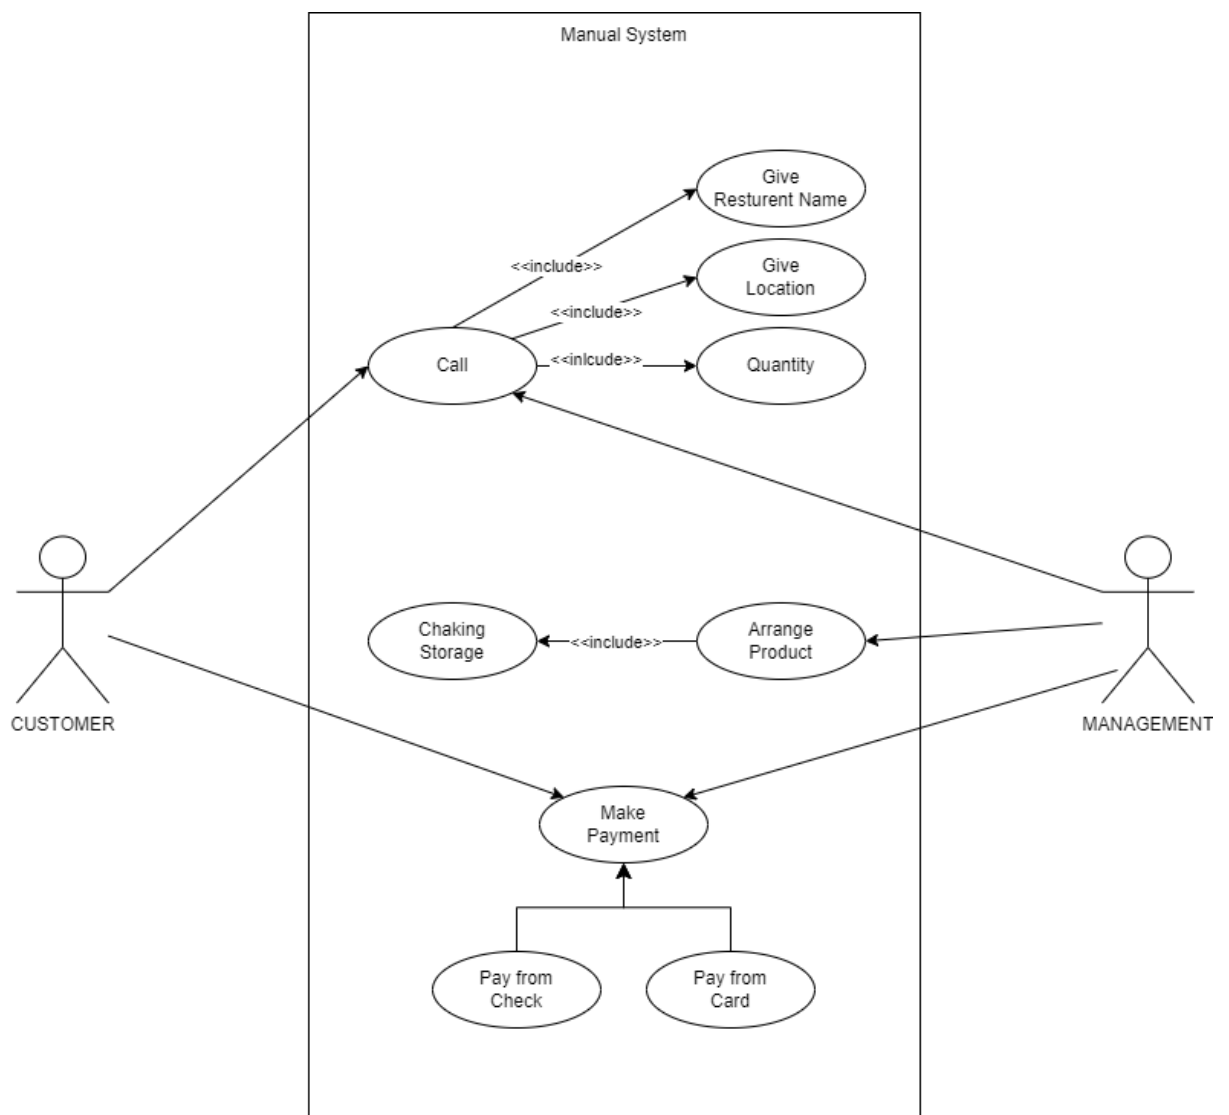 Manual System
Give
Resturent Name
<<include>>
Give
Location
<<include>>
Call
<<inlcude>>
Quantity
Chaking
Storage
<<include>>
Arrange
Product
CUSTOMER
MANAGEMENT
Make
Payment
Pay from
Check
Pay from
Card